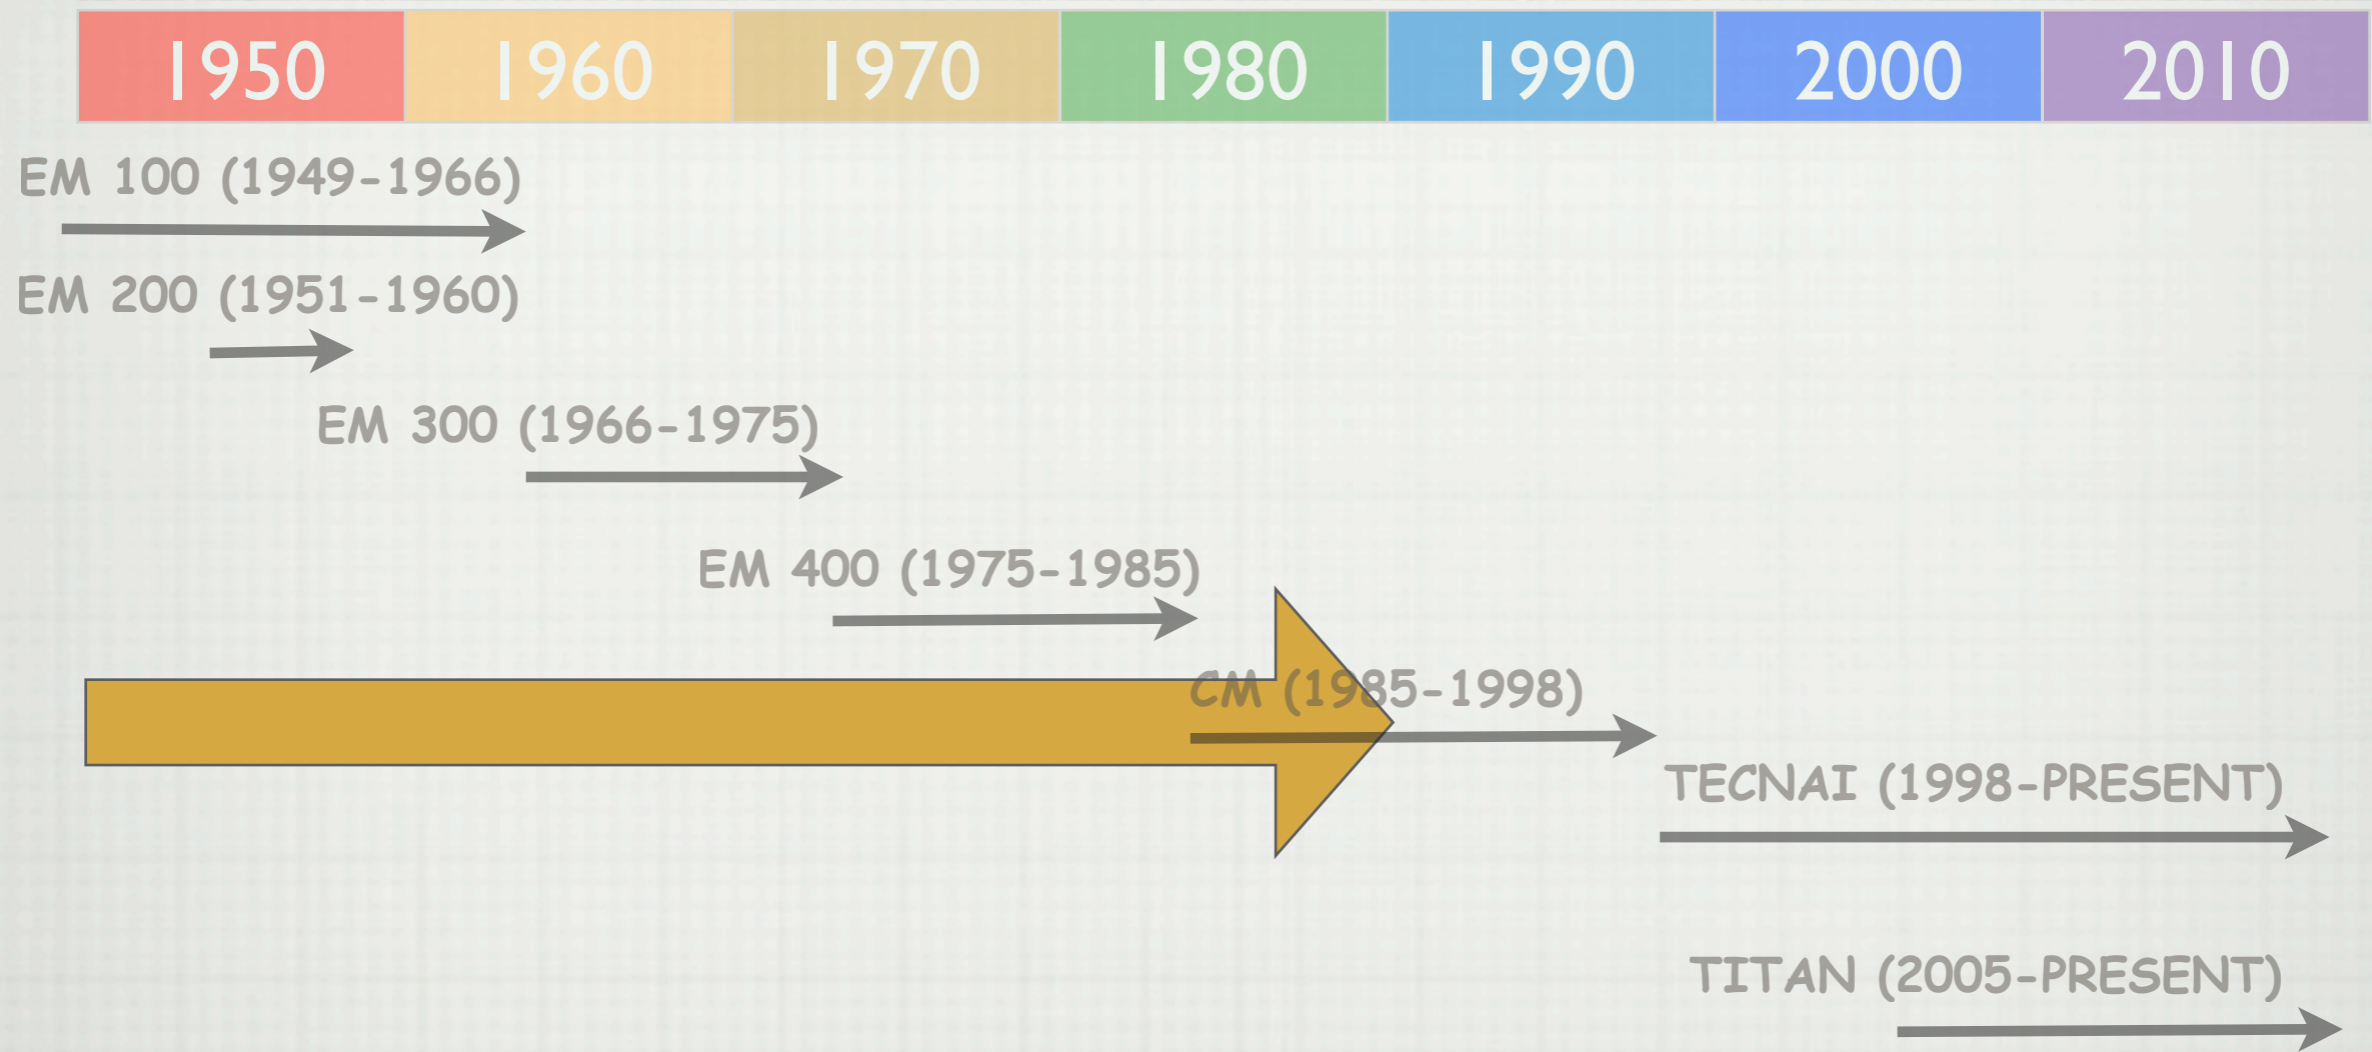 1950 1960 1970 1980 1990 2000 2010
EM 100 (1949-1966)
EM 200 (1951-1960)
EM 300 (1966-1975)
EM 400 (1975-1985)
CM (1985-1998)
TECNAI (1998-PRESENT)
TITAN (2005-PRESENT)